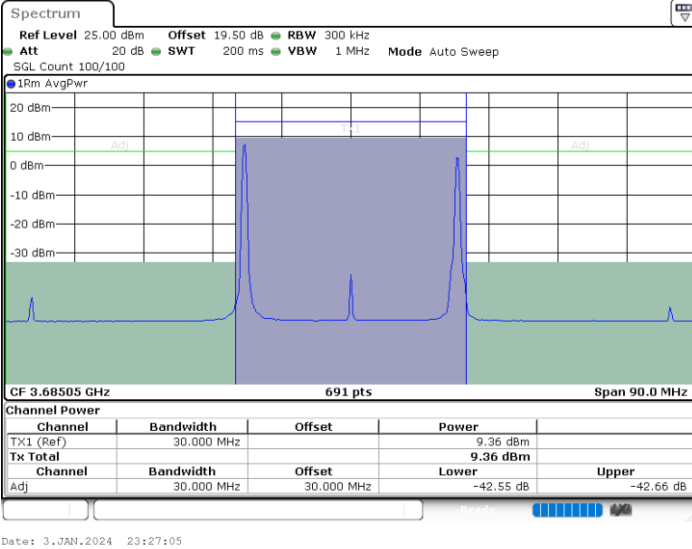 Spectrum
Ref Level 25.00 dBm Offset 19.50 dB RBW 300 kHz
Att 20 dB SWT 200 ms VBW 1 MHz Mode Auto Sweep
SGL Count 100/100
1Rm AvgPwr
20 dBm
TX1
10 dBm
Adj Adj
0 dBm
-10 dBm
-20 dBm
-30 dBm
CF 3.68505 GHz 691 pts Span 90.0 MHz
Channel Power
Channel Bandwidth Offset Power
TX1 (Ref) 30.000 MHz 9.36 dBm
Tx Total 9.36 dBm
Channel Bandwidth Offset Lower Upper
Adj 30.000 MHz 30.000 MHz -42.55 dB -42.66 dB
Ready
Date: 3.JAN.2024 23:27:05